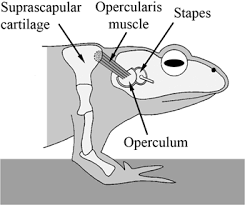 Suprascapular
cartilage
Opercularis
muscle
Stapes
Operculum